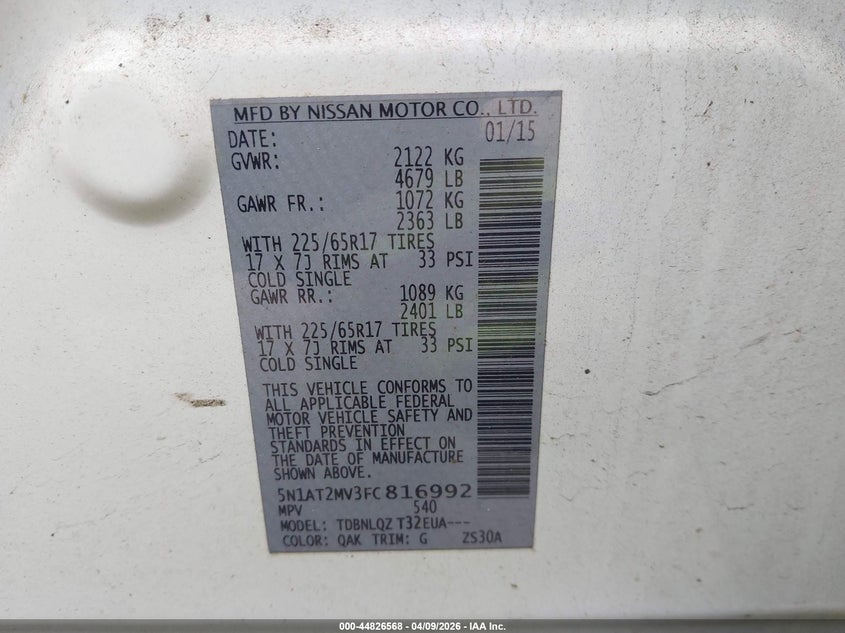 MFD BY NISSAN MOTOR CO., LTD.
DATE: 01/15
GVWR: 2122 KG
4679 LB
GAWR FR.: 1072 KG
2363 LB
WITH 225/65R17 TIRES
17 X 7J RIMS AT 33 PSI
COLD SINGLE
GAWR RR.: 1089 KG
2401 LB
WITH 225/65R17 TIRES
17 X 7J RIMS AT 33 PSI
COLD SINGLE
THIS VEHICLE CONFORMS TO
ALL APPLICABLE FEDERAL
MOTOR VEHICLE SAFETY AND
THEFT PREVENTION
STANDARDS IN EFFECT ON
THE DATE OF MANUFACTURE
SHOWN ABOVE.
5N1AT2MV3FC816992
MPV 540
MODEL: TDBNLQZ T32EUA---
COLOR: QAK TRIM: G ZS30A
000-44826568 | 04/09/2026 - IAA Inc.